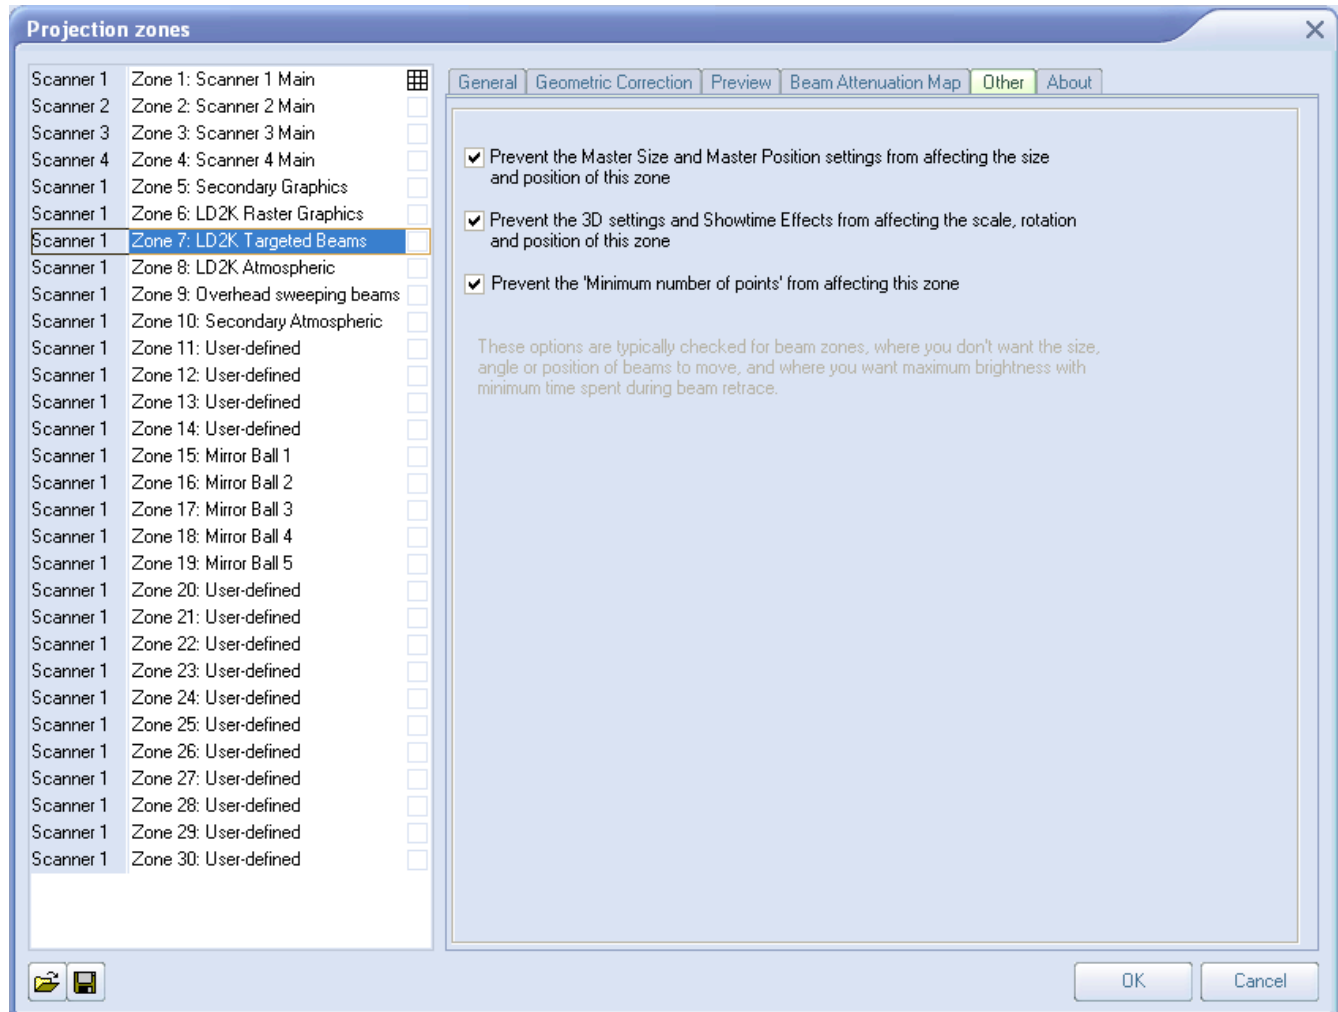 Projection zones
Scanner 1 Zone 1: Scanner 1 Main
Scanner 2 Zone 2: Scanner 2 Main
Scanner 3 Zone 3: Scanner 3 Main
Scanner 4 Zone 4: Scanner 4 Main
Scanner 1 Zone 5: Secondary Graphics
Scanner 1 Zone 6: LD2K Raster Graphics
Scanner 1 Zone 7: LD2K Targeted Beams
Scanner 1 Zone 8: LD2K Atmospheric
Scanner 1 Zone 9: Overhead sweeping beams
Scanner 1 Zone 10: Secondary Atmospheric
Scanner 1 Zone 11: User-defined
Scanner 1 Zone 12: User-defined
Scanner 1 Zone 13: User-defined
Scanner 1 Zone 14: User-defined
Scanner 1 Zone 15: Mirror Ball 1
Scanner 1 Zone 16: Mirror Ball 2
Scanner 1 Zone 17: Mirror Ball 3
Scanner 1 Zone 18: Mirror Ball 4
Scanner 1 Zone 19: Mirror Ball 5
Scanner 1 Zone 20: User-defined
Scanner 1 Zone 21: User-defined
Scanner 1 Zone 22: User-defined
Scanner 1 Zone 23: User-defined
Scanner 1 Zone 24: User-defined
Scanner 1 Zone 25: User-defined
Scanner 1 Zone 26: User-defined
Scanner 1 Zone 27: User-defined
Scanner 1 Zone 28: User-defined
Scanner 1 Zone 29: User-defined
Scanner 1 Zone 30: User-defined
General Geometric Correction Preview Beam Attenuation Map Other About
Prevent the Master Size and Master Position settings from affecting the size
and position of this zone
Prevent the 3D settings and Showtime Effects from affecting the scale, rotation
and position of this zone
Prevent the 'Minimum number of points' from affecting this zone
These options are typically checked for beam zones, where you don't want the size,
angle or position of beams to move, and where you want maximum brightness with
minimum time spent during beam retrace.
OK Cancel